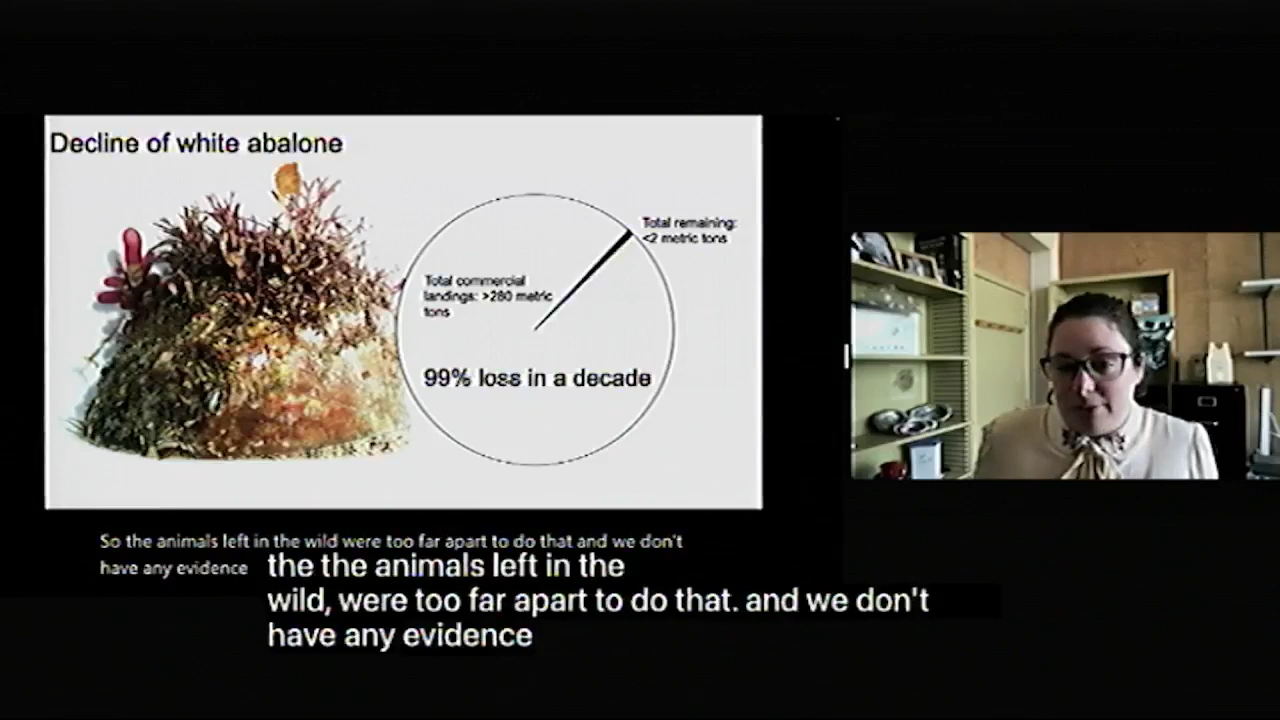 Decline of white abalone
Total remaining:
<2 metric tons
Total commercial
landings: >280 metric
tons
99% loss in a decade
So the animals left in the wild were too far apart to do that and we don't
have any evidence
the the animals left in the
wild, were too far apart to do that. and we don't
have any evidence